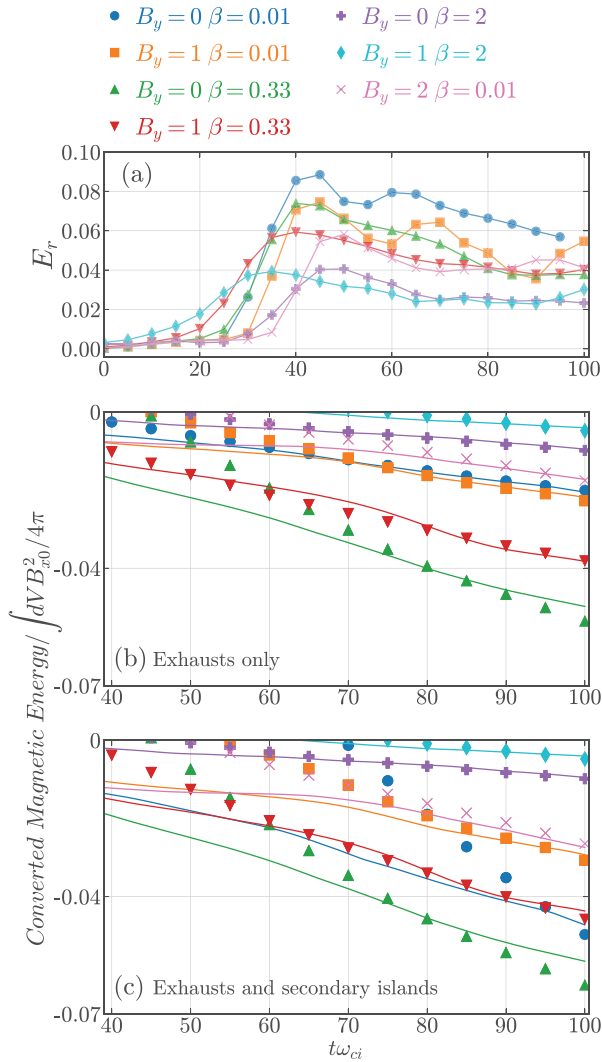 B_y = 0 β = 0.01
B_y = 1 β = 0.01
B_y = 0 β = 0.33
B_y = 1 β = 0.33
B_y = 0 β = 2
B_y = 1 β = 2
B_y = 2 β = 0.01
(a)
E_r
0.10
0.08
0.06
0.04
0.02
0.00
0 20 40 60 80 100
Converted Magnetic Energy/ ∫dVB_{x0}^2/4π
0
-0.04
-0.07
(b) Exhausts only
40 50 60 70 80 90 100
0
-0.04
-0.07
(c) Exhausts and secondary islands
40 50 60 70 80 90 100
tω_{ci}